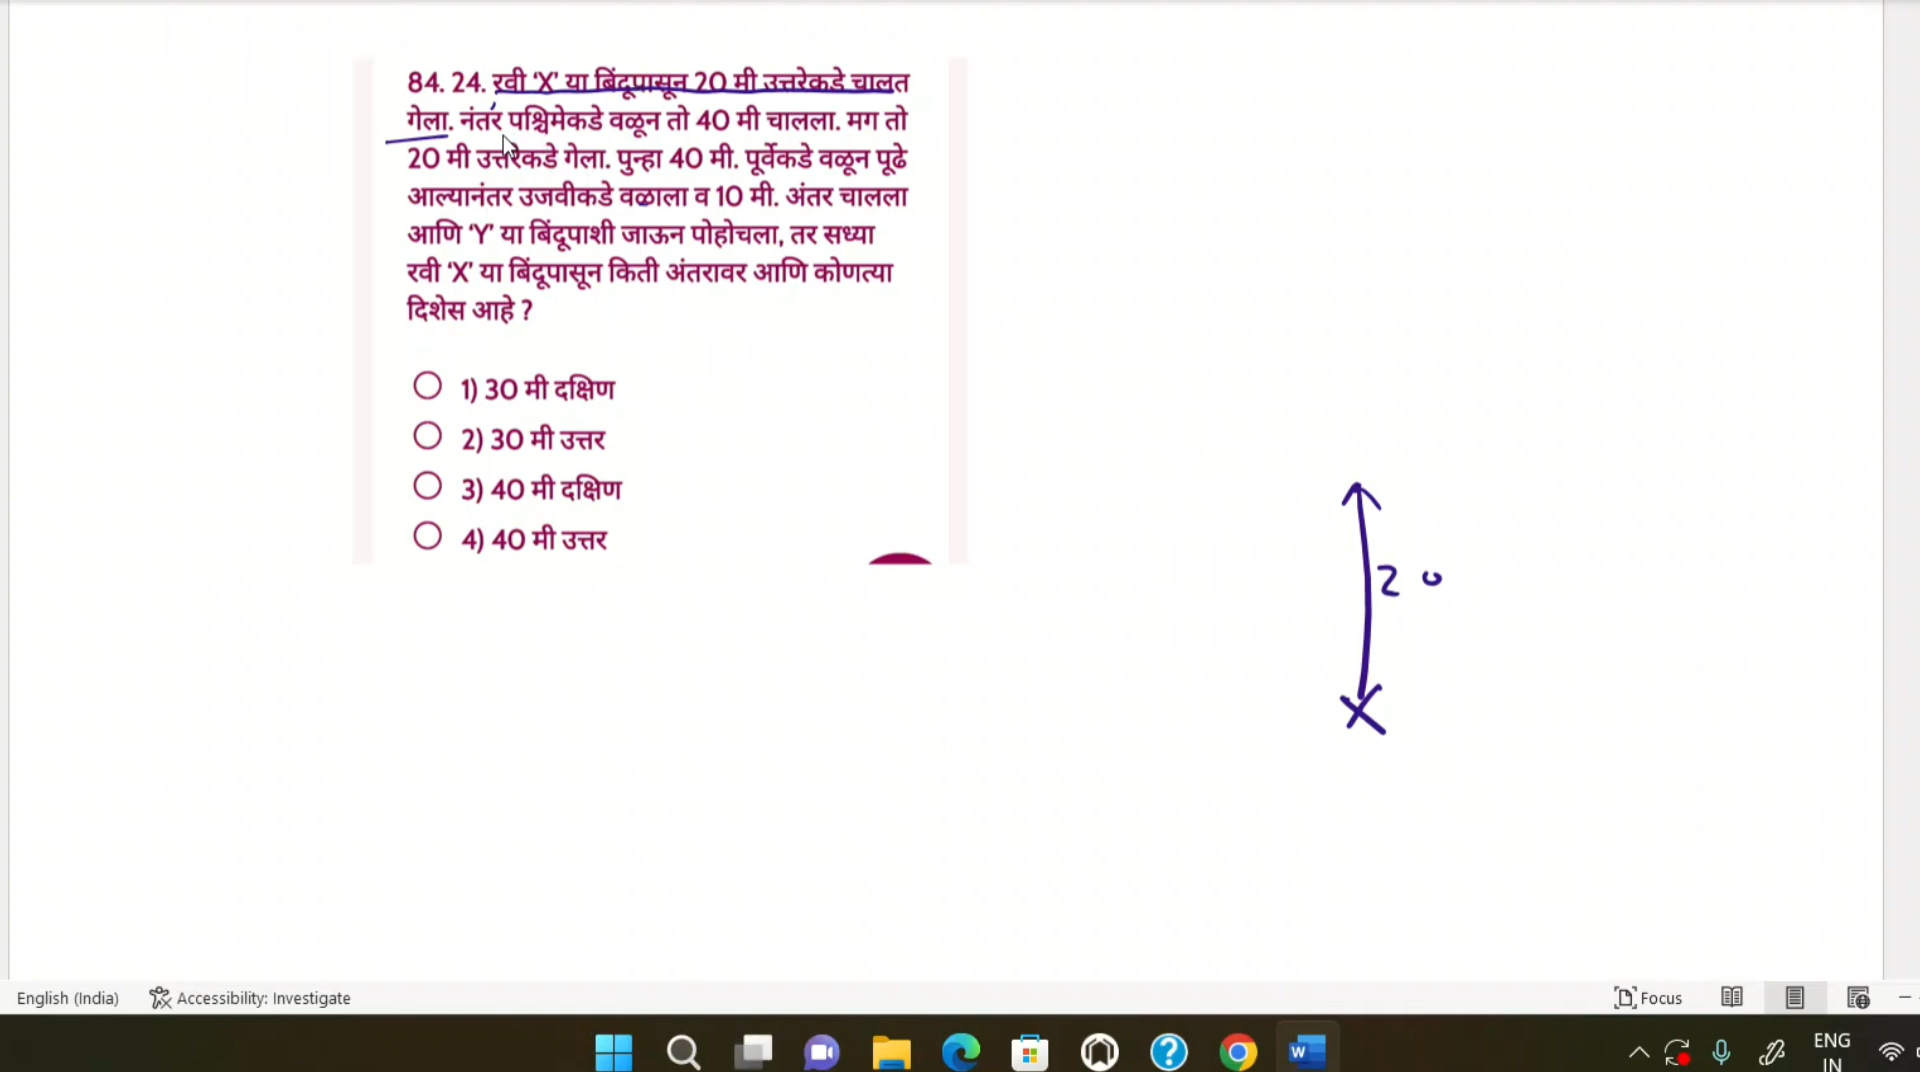 84. 24. रवी ‘X’ या बिंदूपासून 20 मी उत्तरेकडे चालत
गेला. नंतर पश्चिमेकडे वळून तो 40 मी चालला. मग तो
20 मी उत्तरेकडे गेला. पुन्हा 40 मी. पूर्वेकडे वळून पूढे
आल्यानंतर उजवीकडे वळाला व 10 मी. अंतर चालला
आणि ‘Y’ या बिंदूपाशी जाऊन पोहोचला, तर सध्या
रवी ‘X’ या बिंदूपासून किती अंतरावर आणि कोणत्या
दिशेस आहे ?
1) 30 मी दक्षिण
2) 30 मी उत्तर
3) 40 मी दक्षिण
4) 40 मी उत्तर
20
X
English (India) Accessibility: Investigate Focus
ENG
IN